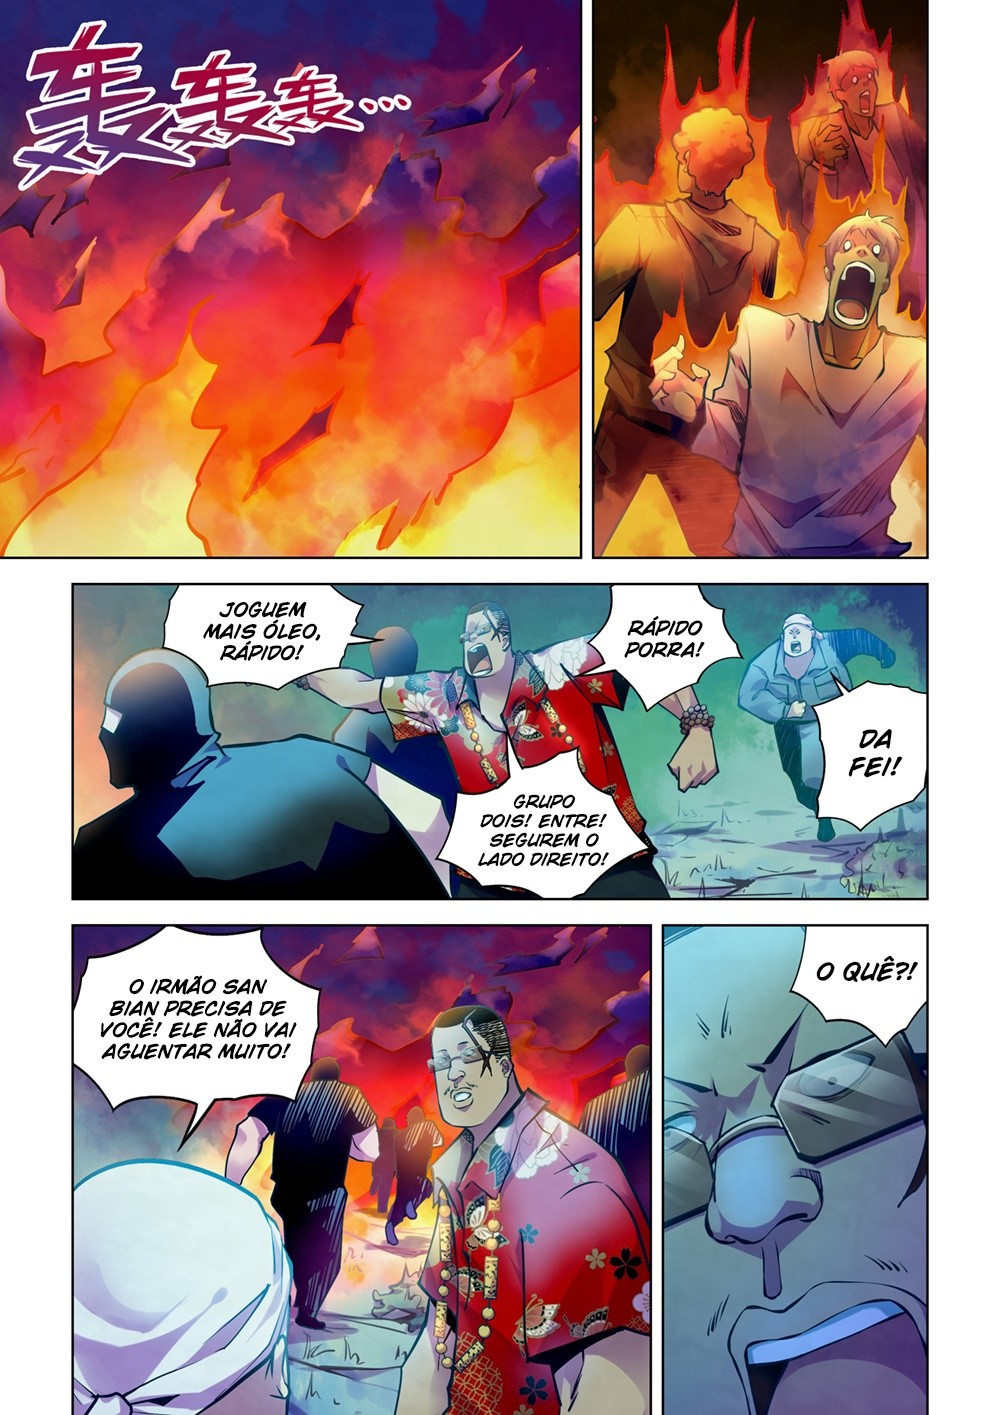 轰轰轰...
JOGUEM
MAIS ÓLEO,
RÁPIDO!
RÁPIDO
PORRA!
DA
FEI!
GRUPO
DOIS! ENTRE!
SEGUREM O
LADO DIREITO!
O IRMÃO SAN
BIAN PRECISA DE
VOCÊ! ELE NÃO VAI
AGUENTAR MUITO!
O QUÊ?!